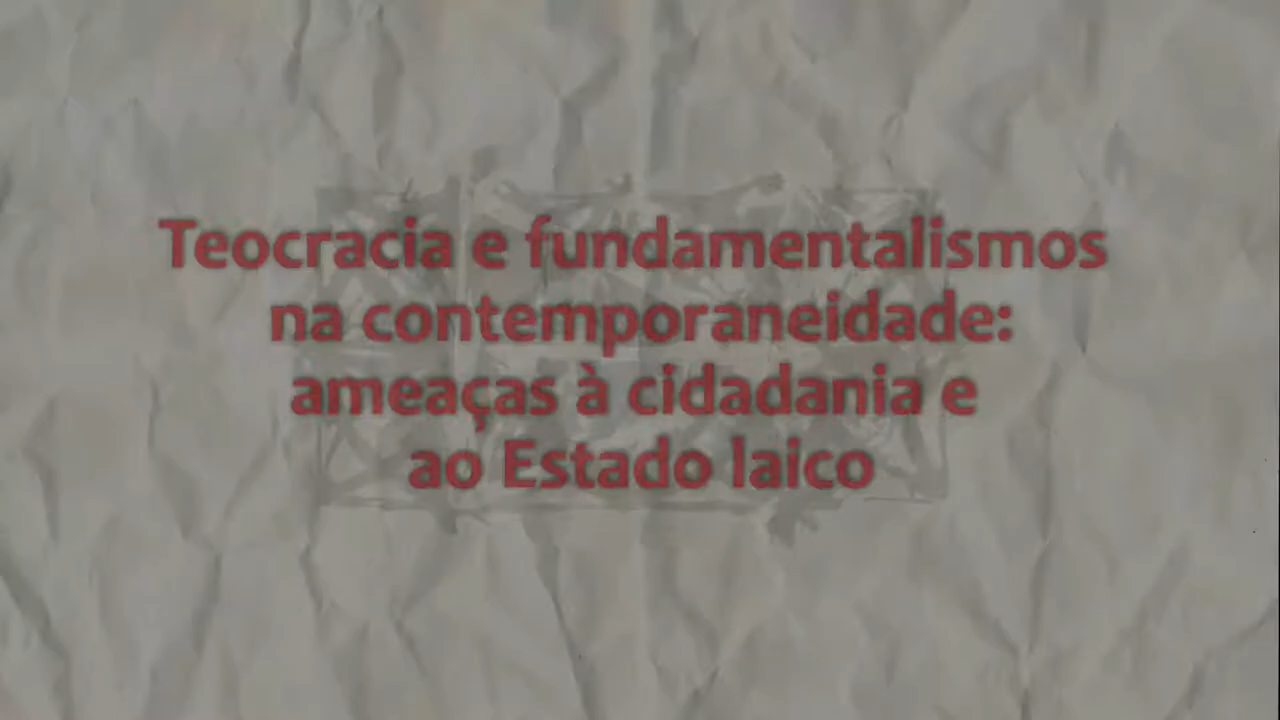 Teocracia e fundamentalismos
na contemporaneidade:
ameaças à cidadania e
ao Estado laico